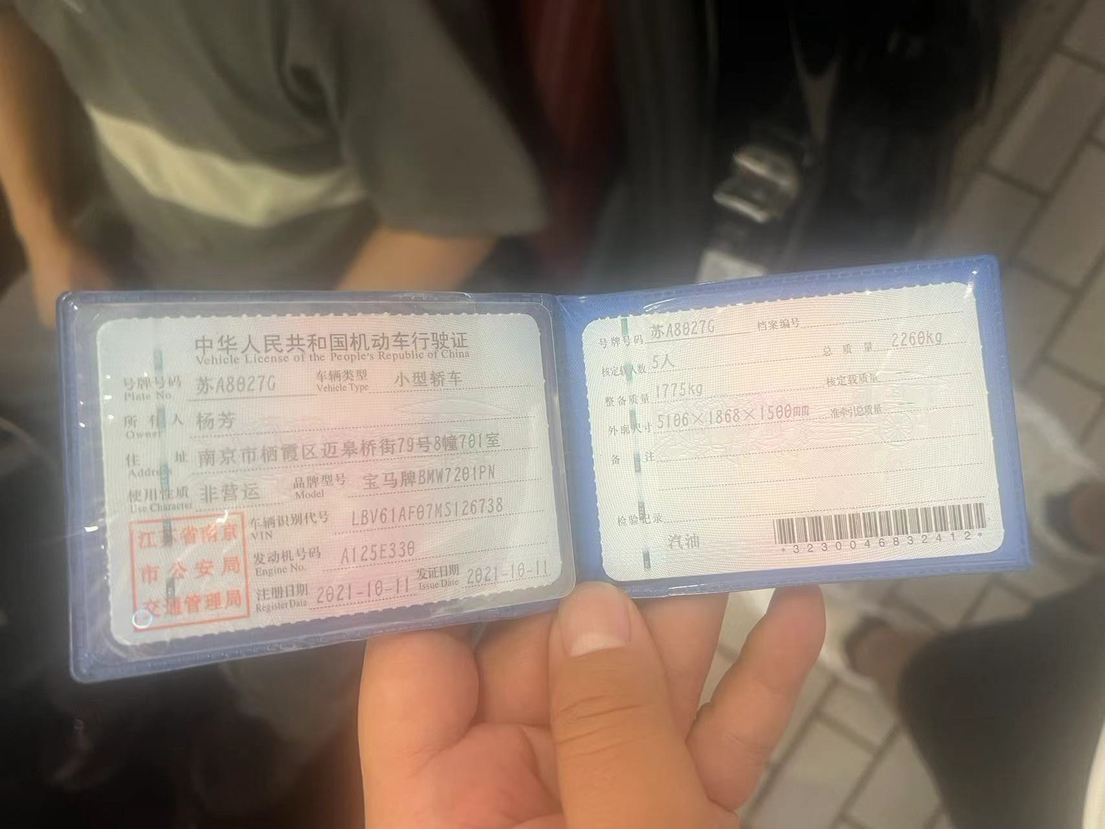 中华人民共和国机动车行驶证
Vehicle License of the People's Republic of China
号牌号码 苏A8027G 车辆类型 小型轿车
Plate No. Vehicle Type
所有人 杨芳
Owner
住址 南京市栖霞区迈皋桥街79号8幢701室
Address
使用性质 非营运 品牌型号 宝马牌BMW7201PN
Use Character Model
车辆识别代号 LBV61AF07MS126738
VIN
发动机号码 A125E330
Engine No.
注册日期 2021-10-11 发证日期 2021-10-11
Register Date Issue Date
江苏省南京
市公安局
交通管理局
号牌号码 苏A8027G 档案编号
核定载人数 5人 总质量 2260kg
整备质量 1775kg 核定载质量
外廓尺寸 5106×1868×1500mm 准牵引总质量
备注
检验记录
汽油
*3230046832412*